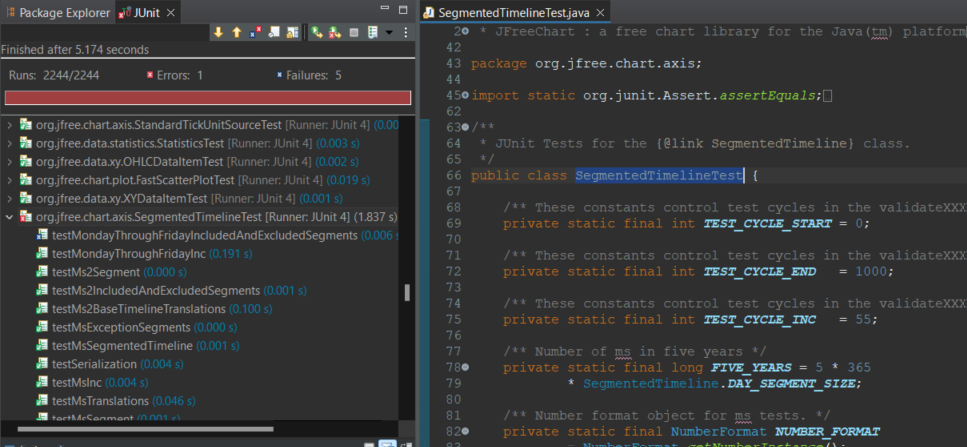 Package Explorer
JUnit
Finished after 5.174 seconds
Runs: 2244/2244
Errors: 1
Failures: 5
org.jfree.chart.axis.StandardTickUnitSourceTest [Runner: JUnit 4] (0.00
org.jfree.data.statistics.StatisticsTest [Runner: JUnit 4] (0.003 s)
org.jfree.data.xy.OHLCDataItemTest [Runner: JUnit 4] (0.002 s)
org.jfree.chart.plot.FastScatterPlotTest [Runner: JUnit 4] (0.019 s)
org.jfree.data.xy.XYDataItemTest [Runner: JUnit 4] (0.001 s)
org.jfree.chart.axis.SegmentedTimelineTest [Runner: JUnit 4] (1.837 s)
testMondayThroughFridayIncludedAndExcludedSegments (0.006 s
testMondayThroughFridayInc (0.191 s)
testMs2Segment (0.000 s)
testMs2IncludedAndExcludedSegments (0.001 s)
testMs2BaseTimelineTranslations (0.100 s)
testMsExceptionSegments (0.000 s)
testMsSegmentedTimeline (0.001 s)
testSerialization (0.004 s)
testMsInc (0.004 s)
testMsTranslations (0.046 s)
testMsSegment (0.001 s)
SegmentedTimelineTest.java
2 * JFreeChart : a free chart library for the Java(tm) platform
42
43 package org.jfree.chart.axis;
44
45 import static org.junit.Assert.assertEquals;
62
63 /**
64 * JUnit Tests for the {@link SegmentedTimeline} class.
65 */
66 public class SegmentedTimelineTest {
67
68 /** These constants control test cycles in the validateXXX
69 private static final int TEST_CYCLE_START = 0;
70
71 /** These constants control test cycles in the validateXXX
72 private static final int TEST_CYCLE_END = 1000;
73
74 /** These constants control test cycles in the validateXXX
75 private static final int TEST_CYCLE_INC = 55;
76
77 /** Number of ms in five years */
78 private static final long FIVE_YEARS = 5 * 365
79 * SegmentedTimeline.DAY_SEGMENT_SIZE;
80
81 /** Number format object for ms tests. */
82 private static final NumberFormat NUMBER_FORMAT
83 = NumberFormat.getNumberInstance();